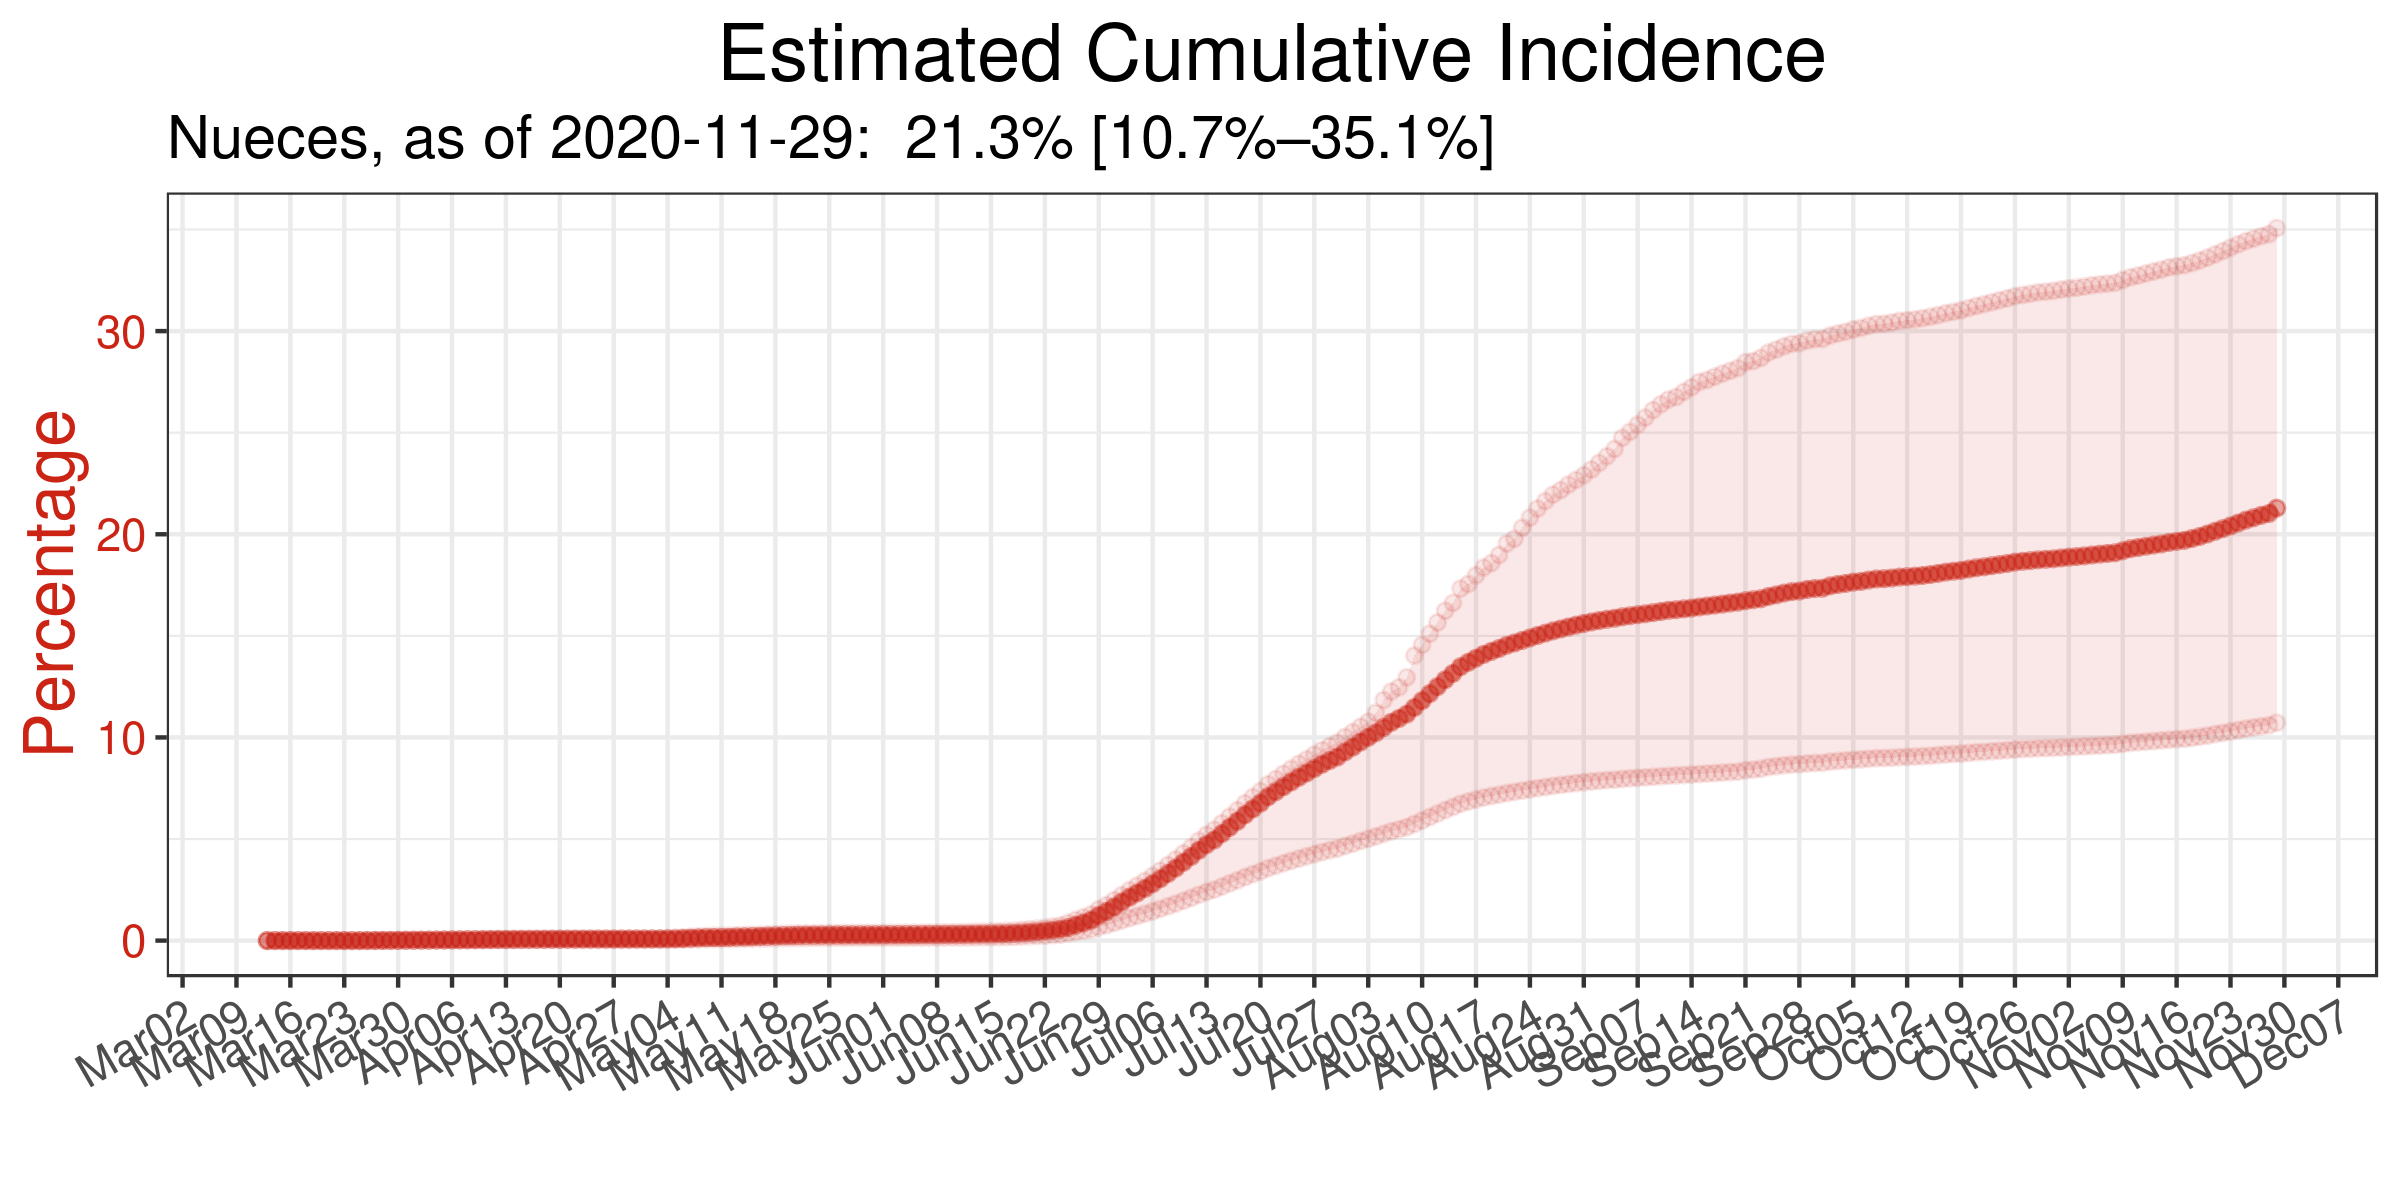 Estimated Cumulative Incidence
Nueces, as of 2020-11-29:  21.3% [10.7%–35.1%]
Percentage
30
20
10
0
Mar02
Mar09
Mar16
Mar23
Mar30
Apr06
Apr13
Apr20
Apr27
May04
May11
May18
May25
Jun01
Jun08
Jun15
Jun22
Jun29
Jul06
Jul13
Jul20
Jul27
Aug03
Aug10
Aug17
Aug24
Aug31
Sep07
Sep14
Sep21
Sep28
Oct05
Oct12
Oct19
Oct26
Nov02
Nov09
Nov16
Nov23
Nov30
Dec07